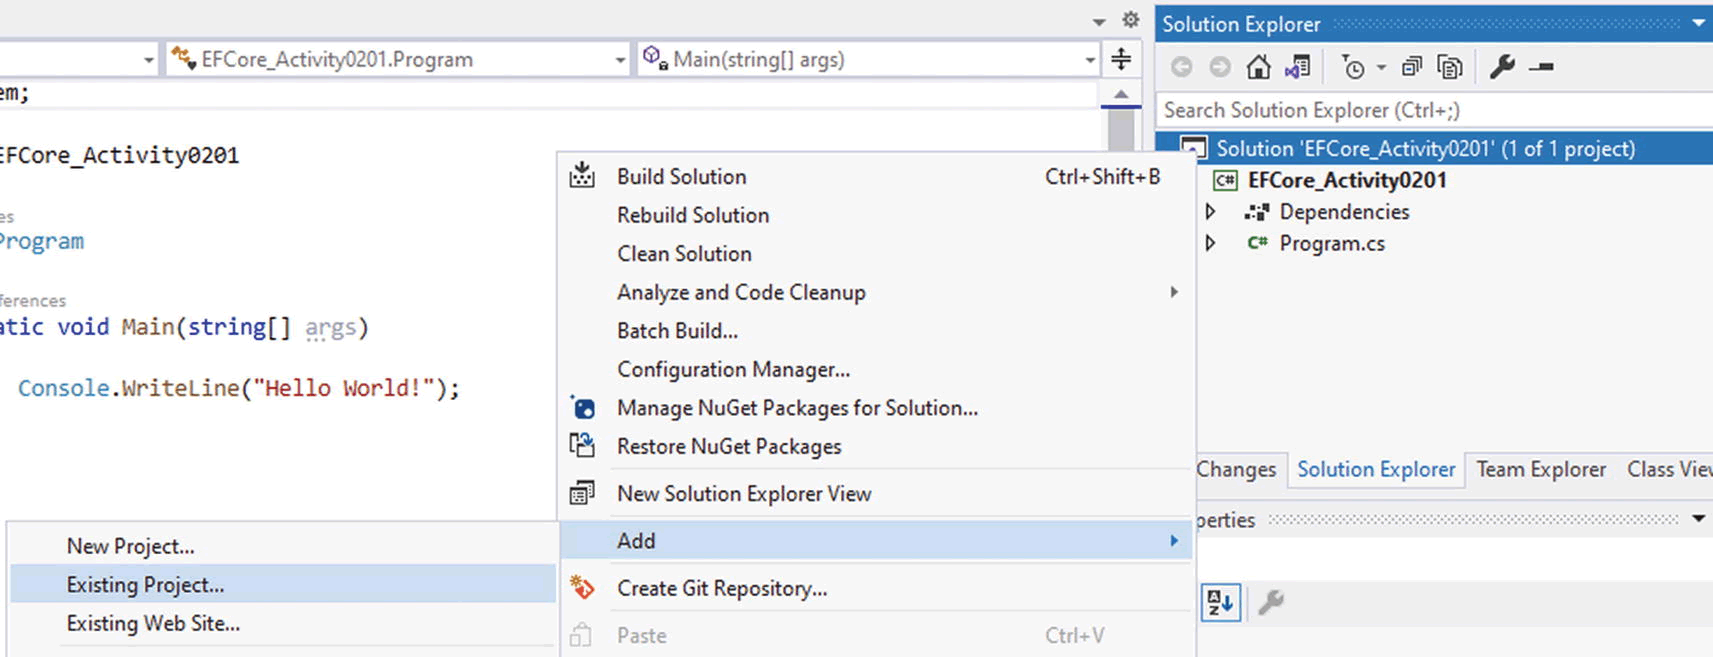 Solution Explorer
EFCore_Activity0201.Program
Main(string[] args)
em;
Search Solution Explorer (Ctrl+;)
EFCore_Activity0201
Solution 'EFCore_Activity0201' (1 of 1 project)
C# EFCore_Activity0201
Dependencies
C# Program.cs
es
Program
ferences
atic void Main(string[] args)
Console.WriteLine("Hello World!");
Build Solution Ctrl+Shift+B
Rebuild Solution
Clean Solution
Analyze and Code Cleanup
Batch Build...
Configuration Manager...
Manage NuGet Packages for Solution...
Restore NuGet Packages
New Solution Explorer View
Add
Create Git Repository...
Paste Ctrl+V
New Project...
Existing Project...
Existing Web Site...
Changes Solution Explorer Team Explorer Class View
perties
A
Z